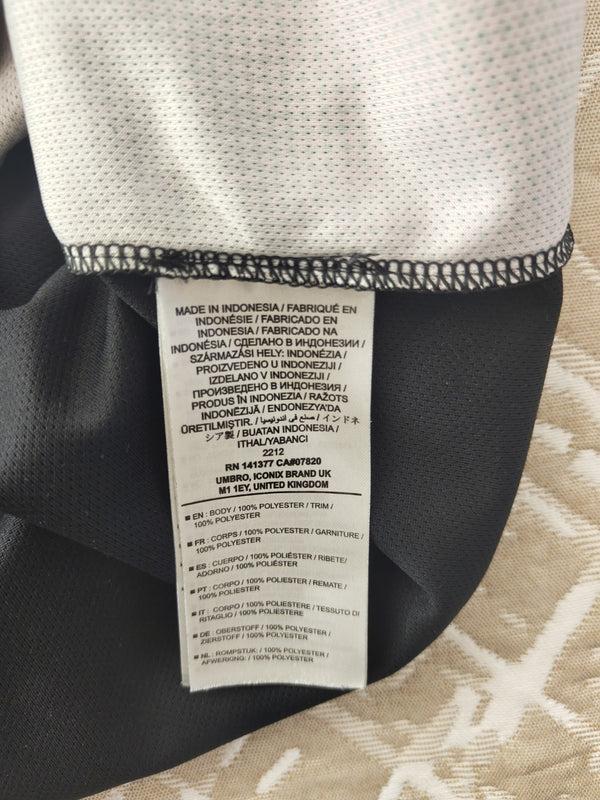 MADE IN INDONESIA / FABRIQUÉ EN
INDONÉSIE / FABRICADO EN
INDONESIA / FABRICADO NA
INDONÉSIA / СДЕЛАНО В ИНДОНЕЗИИ /
SZÁRMAZÁSI HELY: INDONÉZIA /
PROIZVEDENO U INDONEZIJI /
IZDELANO V INDONEZIJI /
ПРОИЗВЕДЕНО В ИНДОНЕЗИЯ /
PRODUS ÎN INDONEZIA / RAŽOTS
INDONĒZIJĀ / ENDONEZYA'DA
ÜRETILMIŞTIR. / صنع في أندونيسيا / インドネ
シア製 / BUATAN INDONESIA /
ITHAL/YABANCI
2212
RN 141377 CA#07820
UMBRO, ICONIX BRAND UK
M1 1EY, UNITED KINGDOM
EN : BODY / 100% POLYESTER / TRIM /
100% POLYESTER
FR : CORPS / 100% POLYESTER / GARNITURE /
100% POLYESTER
ES : CUERPO / 100% POLIÉSTER / RIBETE/
ADORNO / 100% POLIÉSTER
PT : CORPO / 100% POLIESTER / REMATE /
100% POLIESTER
IT : CORPO / 100% POLIESTERE / TESSUTO DI
RITAGLIO / 100% POLIESTERE
DE : OBERSTOFF / 100% POLYESTER /
ZIERSTOFF / 100% POLYESTER
NL : ROMPSTUK: / 100% POLYESTER /
AFWERKING: / 100% POLYESTER